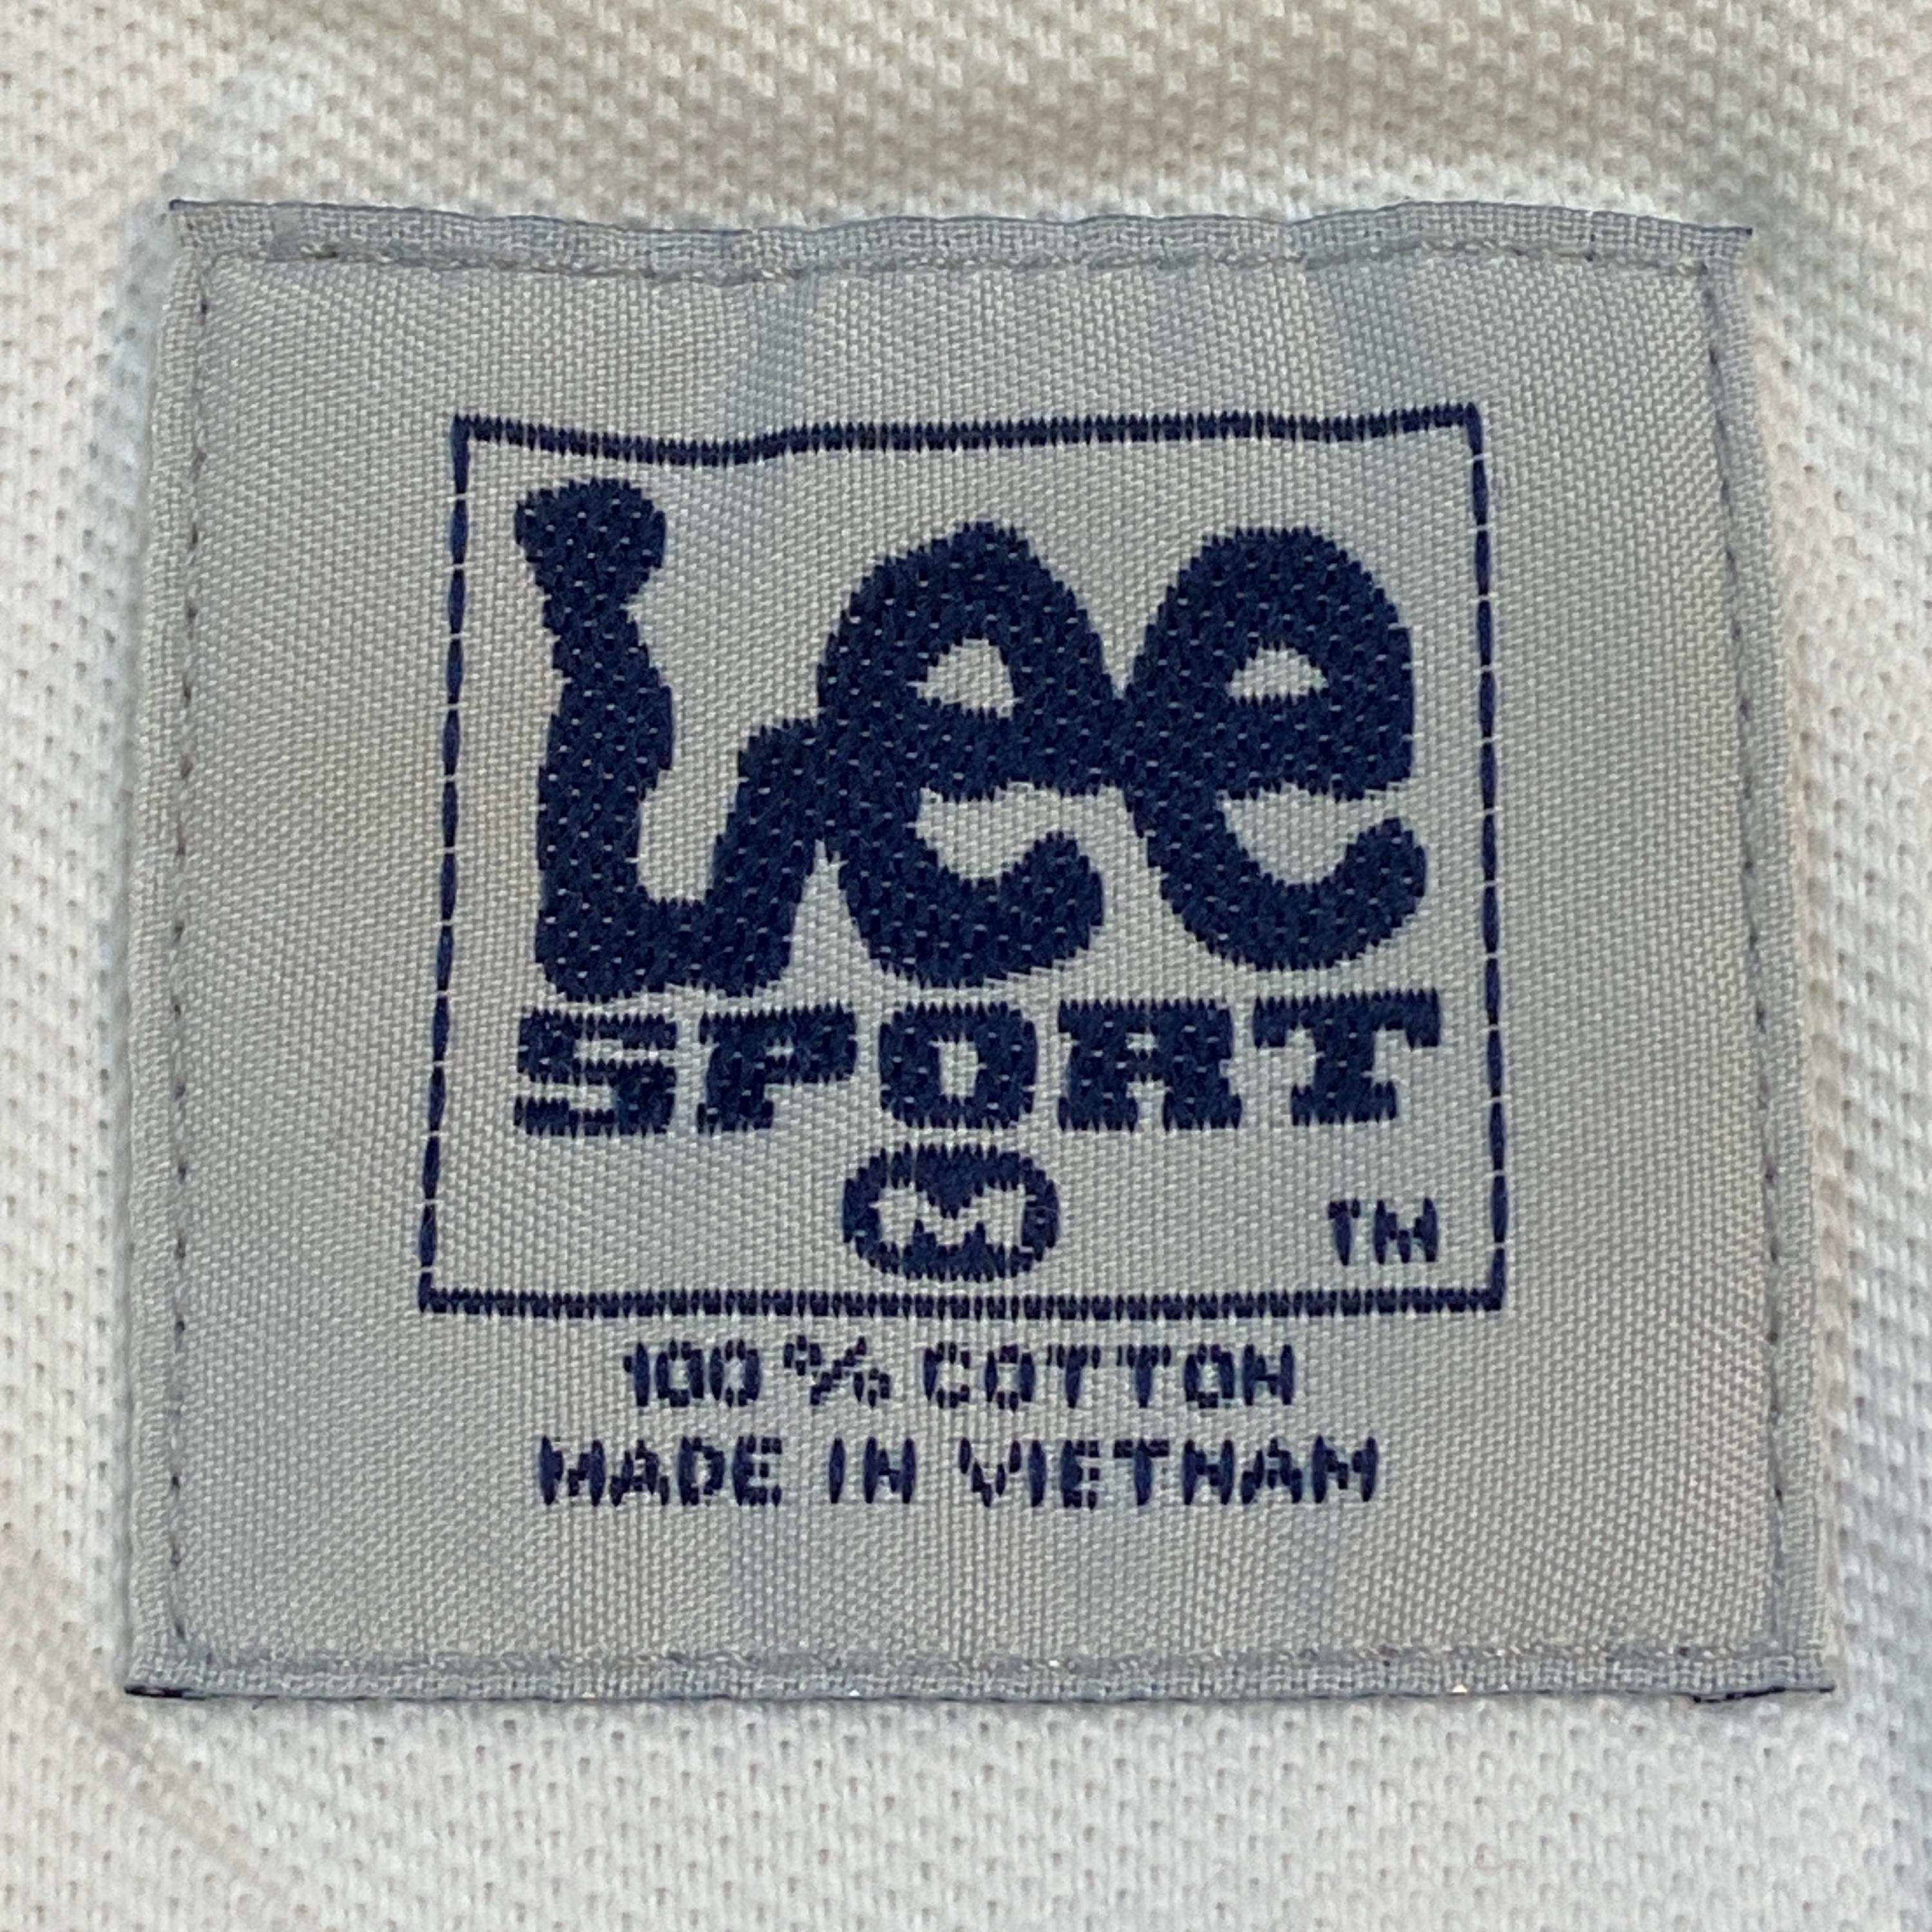 Lee
SPORT
M
TM
100% COTTON
MADE IN VIETNAM